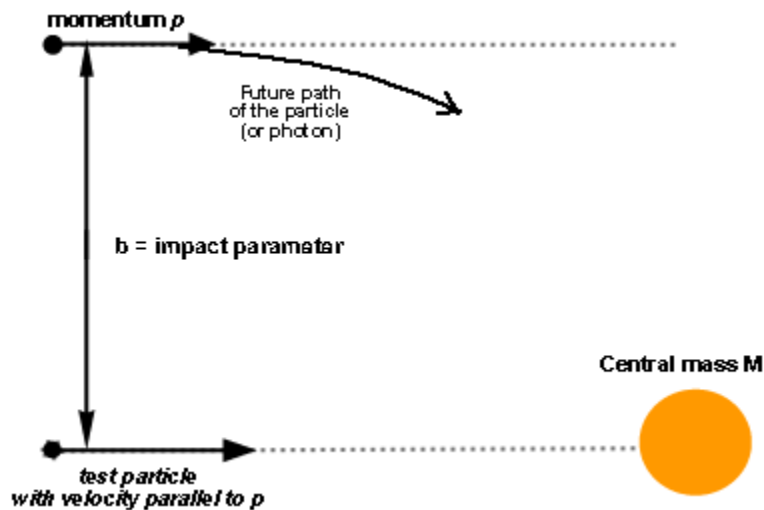 momentum p
Future path
of the particle
(or photon)
b = impact parameter
Central mass M
test particle
with velocity parallel to p